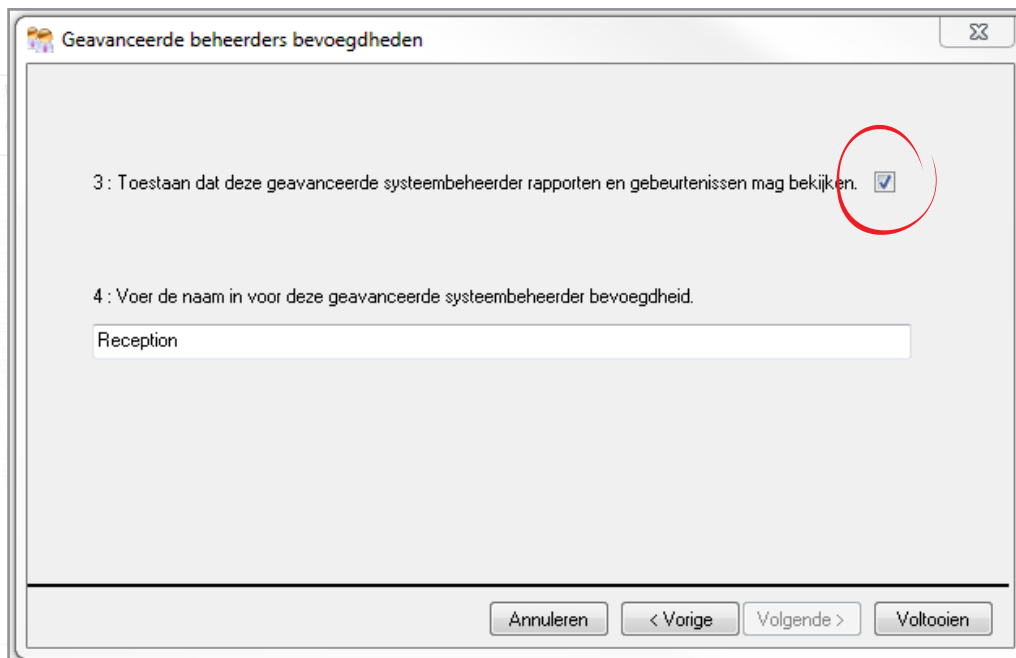 Geavanceerde beheerders bevoegdheden
3 : Toestaan dat deze geavanceerde systeembeheerder rapporten en gebeurtenissen mag bekijken.
4 : Voer de naam in voor deze geavanceerde systeembeheerder bevoegdheid.
Reception
Annuleren < Vorige Volgende > Voltooien